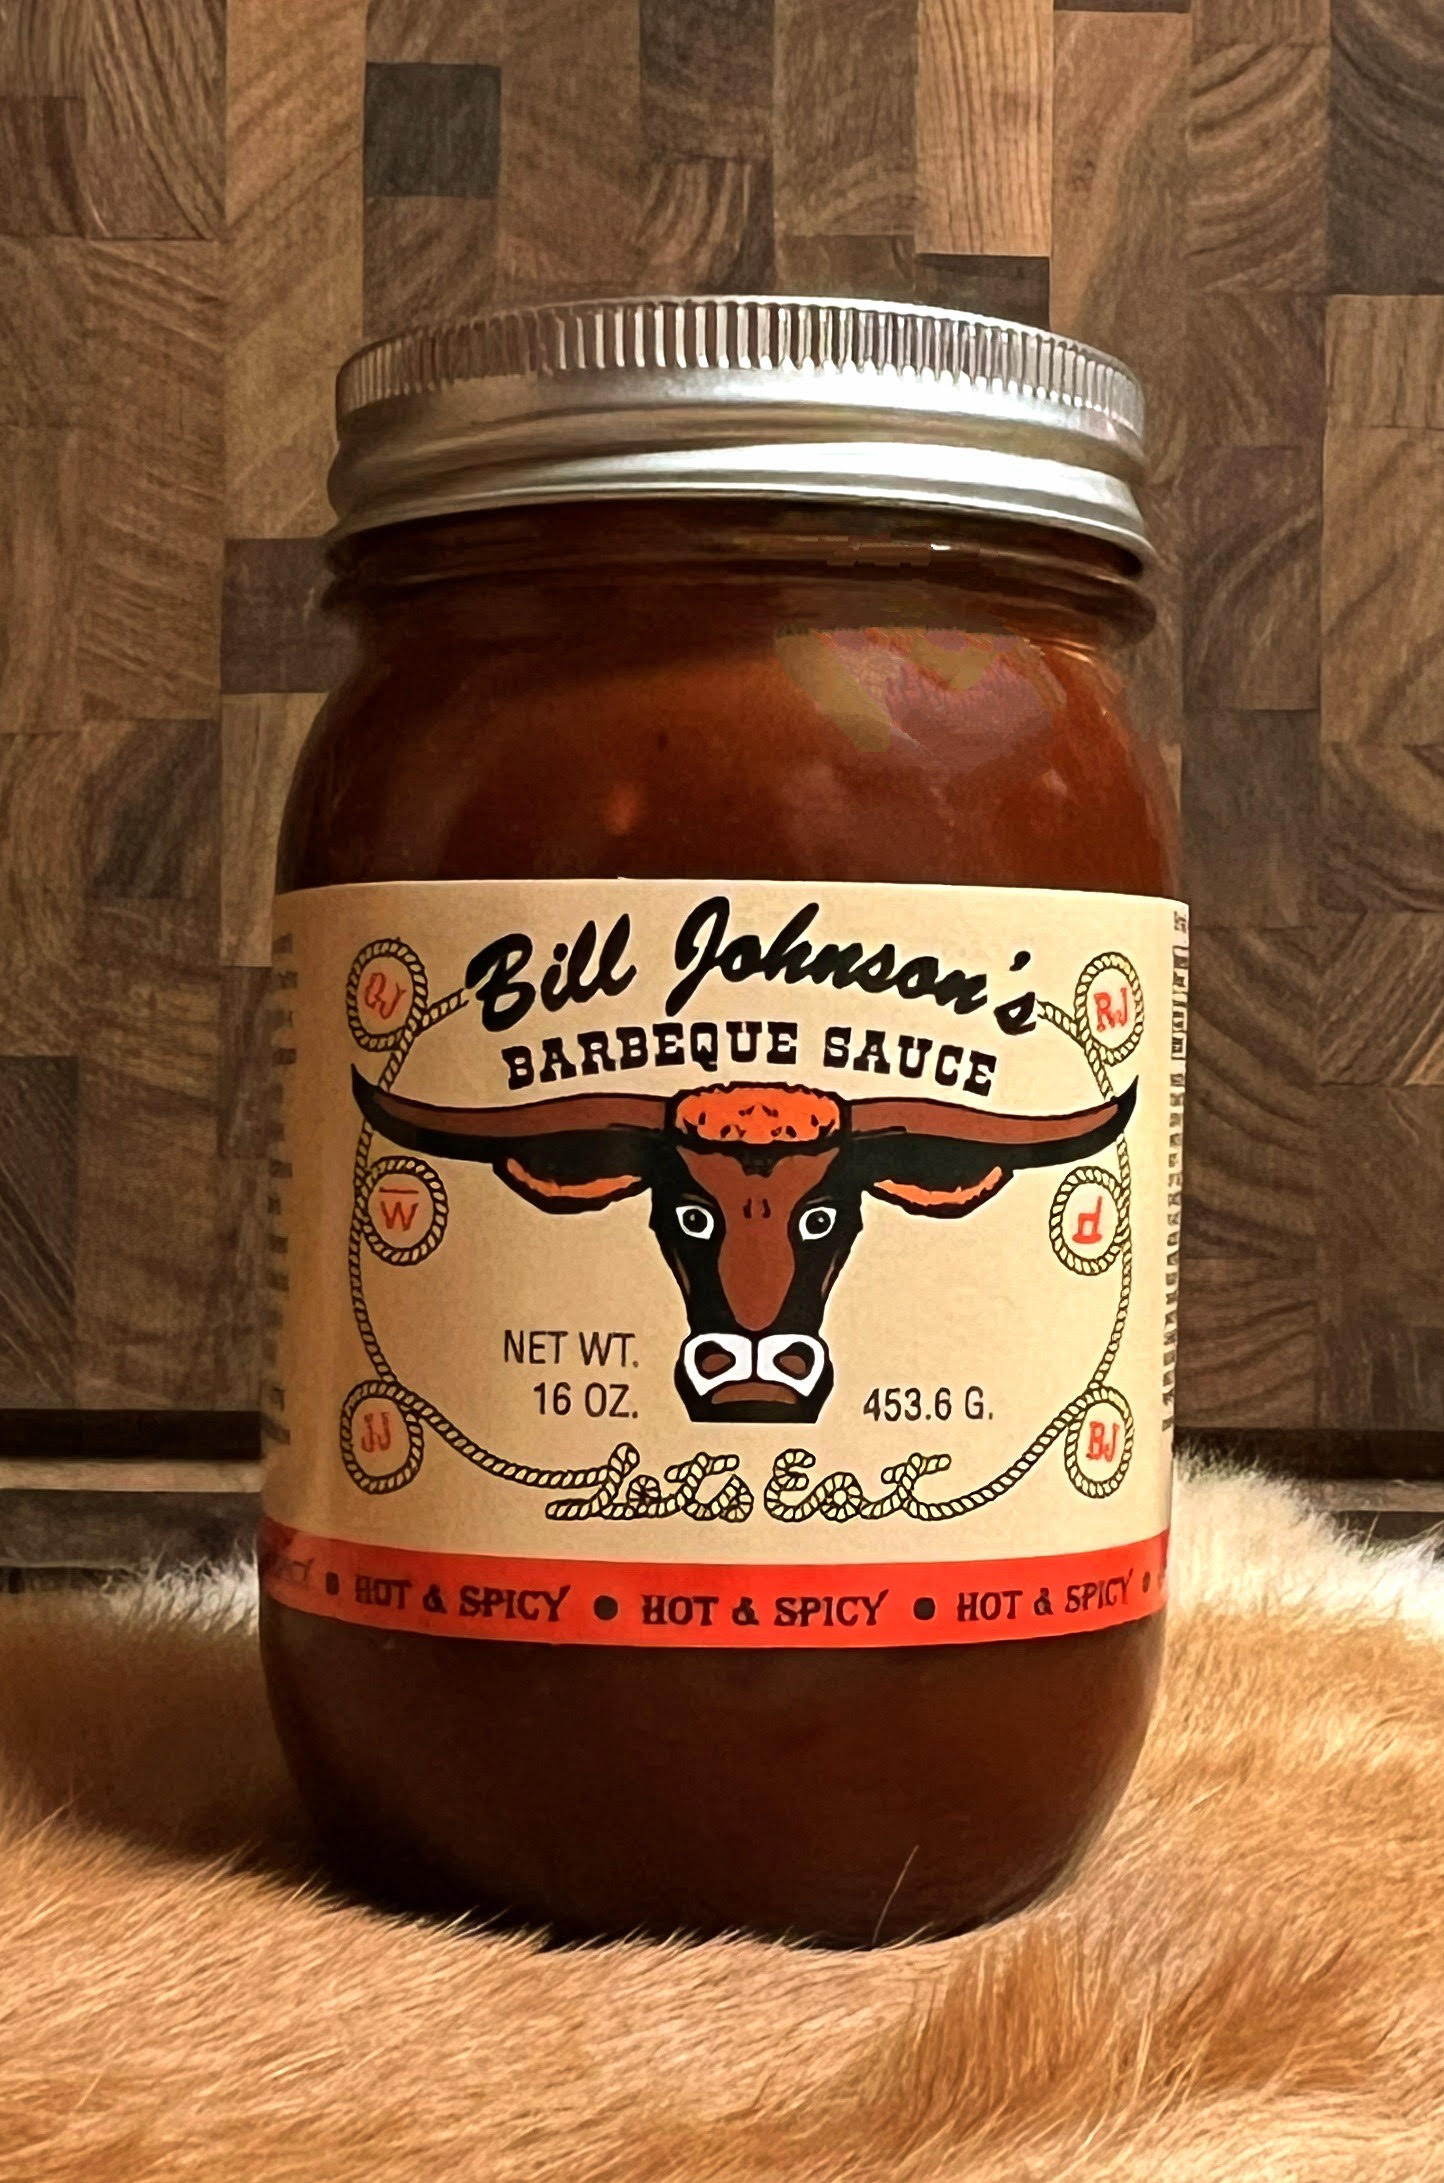 Bill Johnson's
BARBEQUE SAUCE
RJ
W
NET WT.
16 OZ.
453.6 G.
JJ
BJ
Let's Eat
• HOT & SPICY • HOT & SPICY • HOT & SPICY •